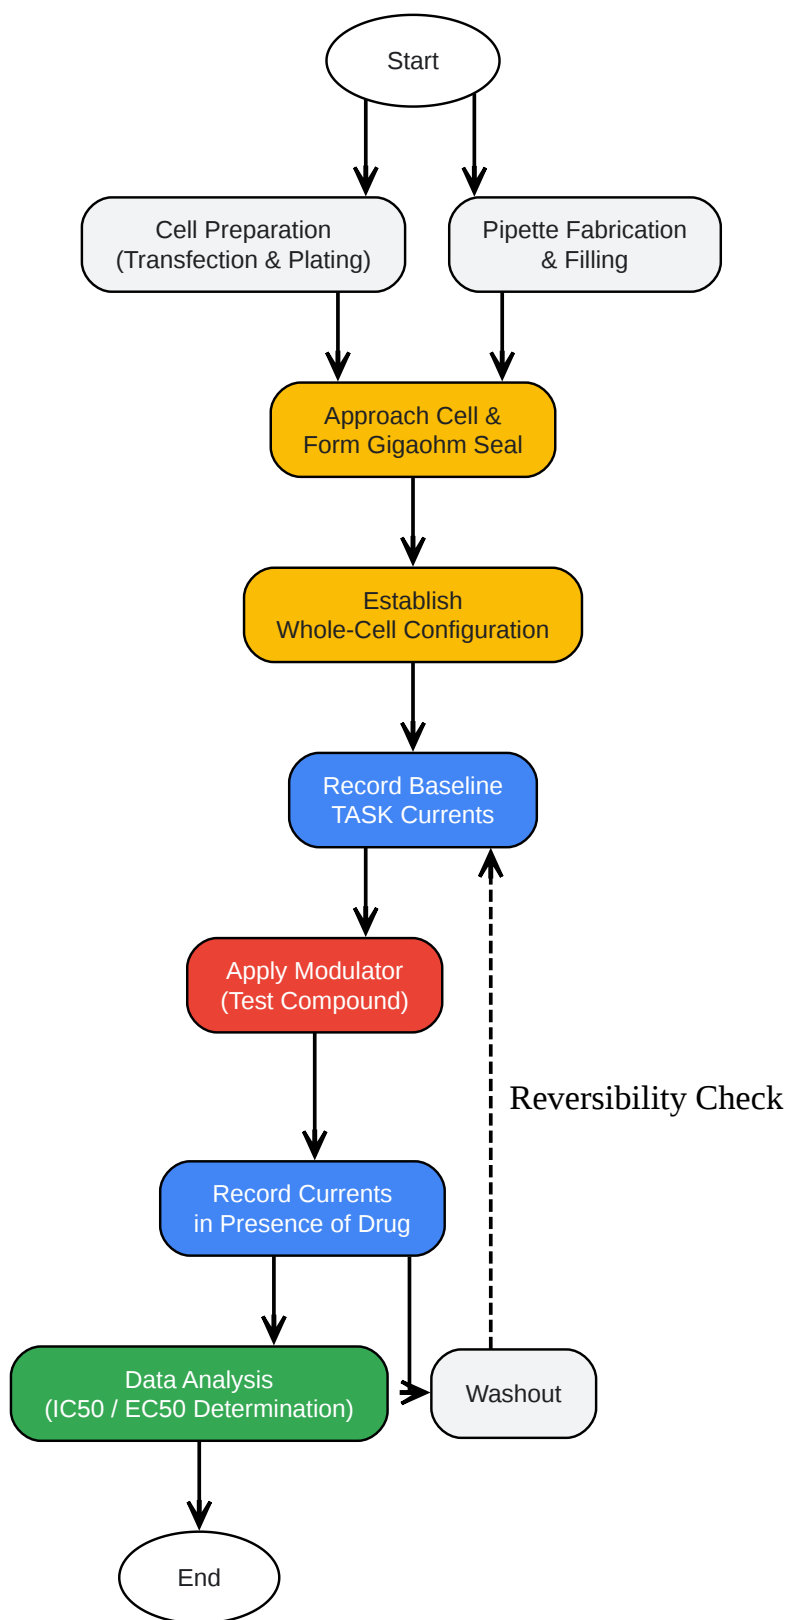 Start
Cell Preparation
(Transfection & Plating)
Pipette Fabrication
& Filling
Approach Cell &
Form Gigaohm Seal
Establish
Whole-Cell Configuration
Record Baseline
TASK Currents
Apply Modulator
(Test Compound)
Reversibility Check
Record Currents
in Presence of Drug
Data Analysis
(IC50 / EC50 Determination)
Washout
End